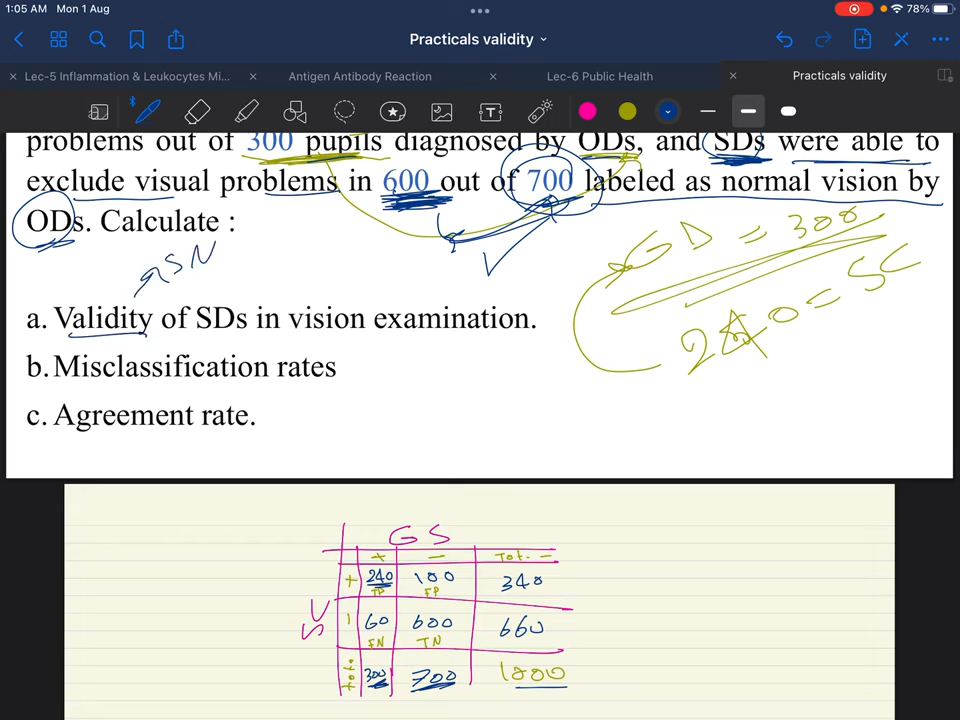 1:05 AM Mon 1 Aug
78%
Practicals validity
Lec-5 Inflammation & Leukocytes Mi...
Antigen Antibody Reaction
Lec-6 Public Health
Practicals validity
problems out of 300 pupils diagnosed by ODs, and SDs were able to
exclude visual problems in 600 out of 700 labeled as normal vision by
ODs. Calculate :
GD = 300
240 = SC
a. Validity of SDs in vision examination.
b. Misclassification rates
c. Agreement rate.
GS
+ - Tot.
+ 240 100 340
TP FP
60 600 660
FN TN
300 700 1000